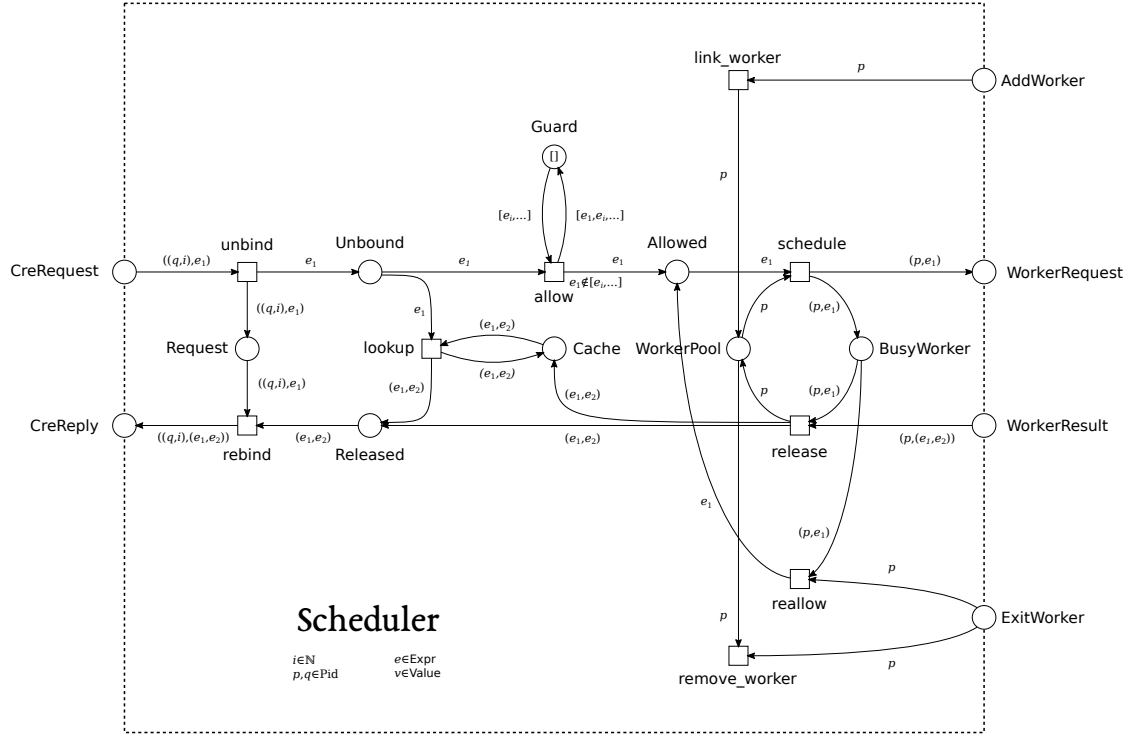 link_worker
p
AddWorker
Guard
[]
p
[e_i,...]
[e_1,e_i,...]
CreRequest
((q,i),e_1)
unbind
e_1
Unbound
e_1
e_1
Allowed
e_1
schedule
(p,e_1)
WorkerRequest
e_1∉[e_i,...]
allow
((q,i),e_1)
e_1
p
(p,e_1)
(e_1,e_2)
Request
lookup
Cache
WorkerPool
BusyWorker
(e_1,e_2)
((q,i),e_1)
(e_1,e_2)
(e_1,e_2)
p
(p,e_1)
CreReply
((q,i),(e_1,e_2))
(e_1,e_2)
(e_1,e_2)
(p,(e_1,e_2))
WorkerResult
rebind
Released
release
e_1
(p,e_1)
p
reallow
Scheduler
p
ExitWorker
i∈ℕ
e∈Expr
p,q∈Pid
v∈Value
p
remove_worker